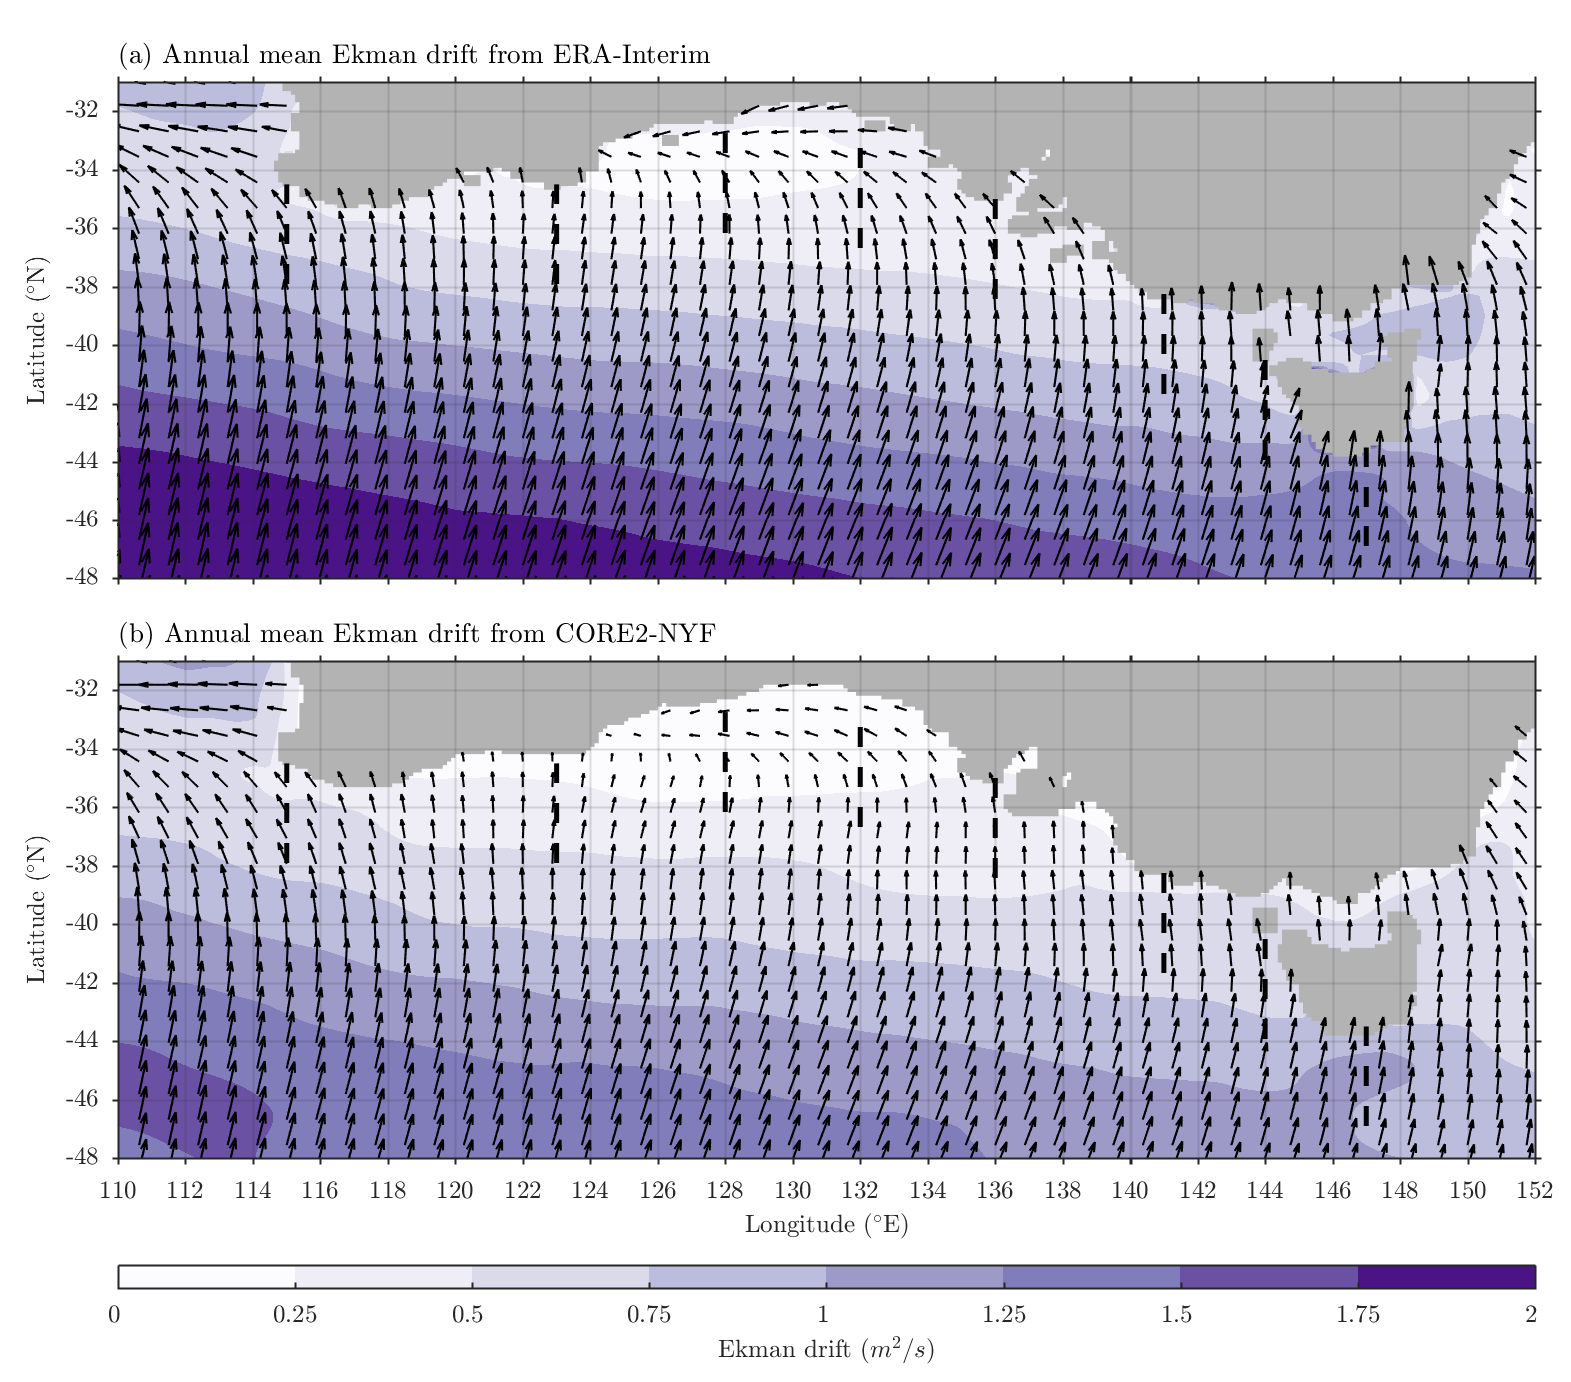 (a) Annual mean Ekman drift from ERA-Interim
-32
-34
-36
-38
-40
-42
-44
-46
-48
Latitude (°N)
(b) Annual mean Ekman drift from CORE2-NYF
-32
-34
-36
-38
-40
-42
-44
-46
-48
Latitude (°N)
110 112 114 116 118 120 122 124 126 128 130 132 134 136 138 140 142 144 146 148 150 152
Longitude (°E)
0 0.25 0.5 0.75 1 1.25 1.5 1.75 2
Ekman drift (m²/s)